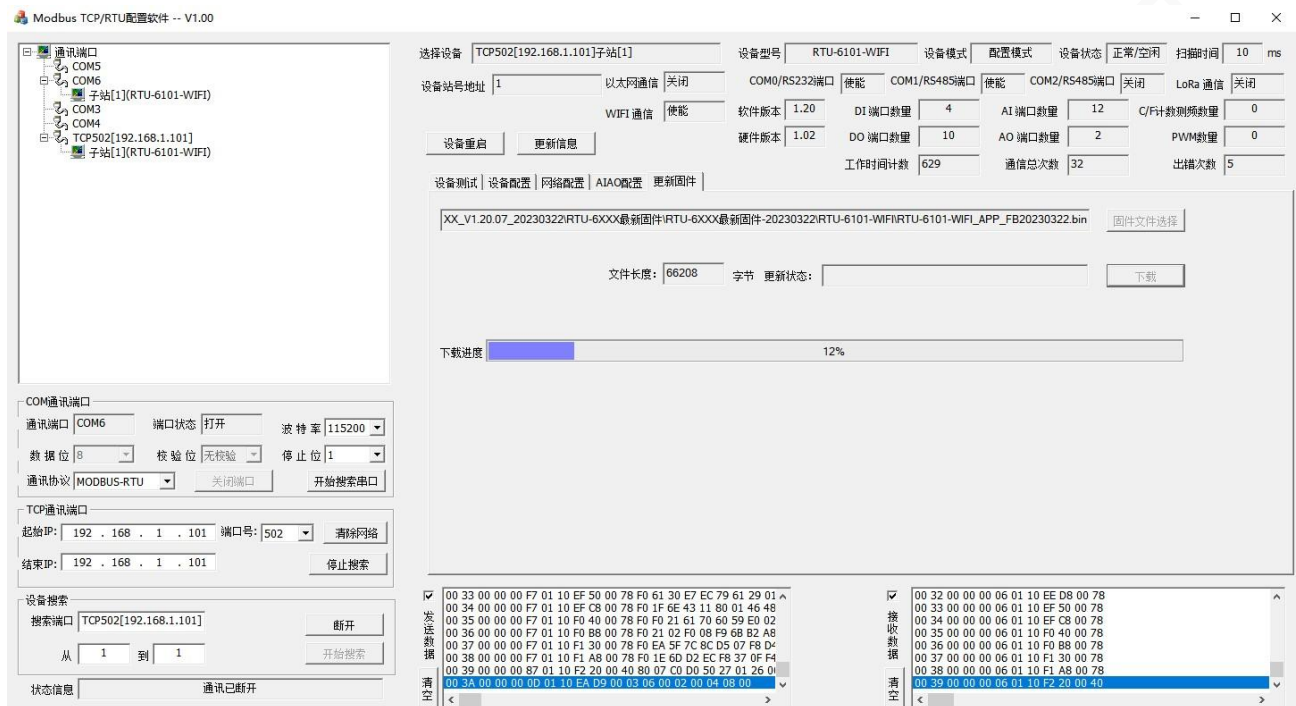 Modbus TCP/RTU配置软件 -- V1.00
通讯端口
COM5
COM6
子站[1](RTU-6101-WIFI)
COM3
COM4
TCP502[192.168.1.101]
子站[1](RTU-6101-WIFI)
选择设备 TCP502[192.168.1.101]子站[1] 设备型号 RTU-6101-WIFI 设备模式 配置模式 设备状态 正常/空闲 扫描时间 10 ms
设备站号地址 1 以太网通信 关闭 COM0/RS232端口 使能 COM1/RS485端口 使能 COM2/RS485端口 关闭 LoRa 通信 关闭
WIFI 通信 使能 软件版本 1.20 DI 端口数量 4 AI 端口数量 12 C/F计数测频数量 0
设备重启 更新信息 硬件版本 1.02 DO 端口数量 10 AO 端口数量 2 PWM数量 0
工作时间计数 629 通信总次数 32 出错次数 5
设备测试 设备配置 网络配置 AIAO配置 更新固件
XX_V1.20.07_20230322\RTU-6XXX最新固件\RTU-6XXX最新固件-20230322\RTU-6101-WIFI\RTU-6101-WIFI_APP_FB20230322.bin 固件文件选择
文件长度: 66208 字节 更新状态: 下载
下载进度 12%
COM通讯端口
通讯端口 COM6 端口状态 打开 波特率 115200
数据位 8 校验位 无校验 停止位 1
通讯协议 MODBUS-RTU 关闭端口 开始搜索串口
TCP通讯端口
起始IP: 192 . 168 . 1 . 101 端口号: 502 清除网络
结束IP: 192 . 168 . 1 . 101 停止搜索
设备搜索
搜索端口 TCP502[192.168.1.101] 断开
从 1 到 1 开始搜索
状态信息 通讯已断开
发送数据
清空
00 33 00 00 00 F7 01 10 EF 50 00 78 F0 61 30 E7 EC 79 61 29 01
00 34 00 00 00 F7 01 10 EF C8 00 78 F0 1F 6E 43 11 80 01 46 48
00 35 00 00 00 F7 01 10 F0 40 00 78 F0 F0 21 61 70 60 59 E0 02
00 36 00 00 00 F7 01 10 F0 B8 00 78 F0 21 02 F0 08 F9 6B B2 A8
00 37 00 00 00 F7 01 10 F1 30 00 78 F0 EA 5F 7C 8C D5 07 F8 D4
00 38 00 00 00 F7 01 10 F1 A8 00 78 F0 1E 6D D2 EC F8 37 0F F4
00 39 00 00 00 87 01 10 F2 20 00 40 80 07 C0 D0 50 27 01 26
00 3A 00 00 00 0D 01 10 EA D9 00 03 06 00 02 00 04 08 00
接收数据
清空
00 32 00 00 00 06 01 10 EE D8 00 78
00 33 00 00 00 06 01 10 EF 50 00 78
00 34 00 00 00 06 01 10 EF C8 00 78
00 35 00 00 00 06 01 10 F0 40 00 78
00 36 00 00 00 06 01 10 F0 B8 00 78
00 37 00 00 00 06 01 10 F1 30 00 78
00 38 00 00 00 06 01 10 F1 A8 00 78
00 39 00 00 00 06 01 10 F2 20 00 40